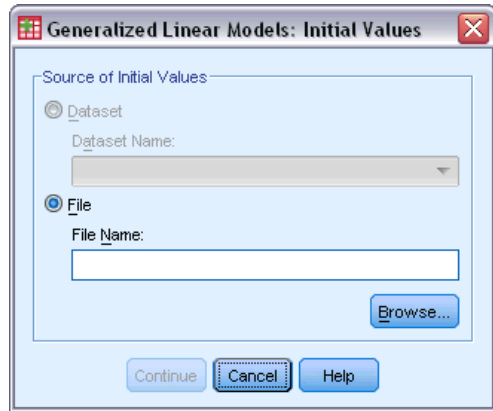 Generalized Linear Models: Initial Values
Source of Initial Values
Dataset
Dataset Name:
File
File Name:
Browse...
Continue Cancel Help